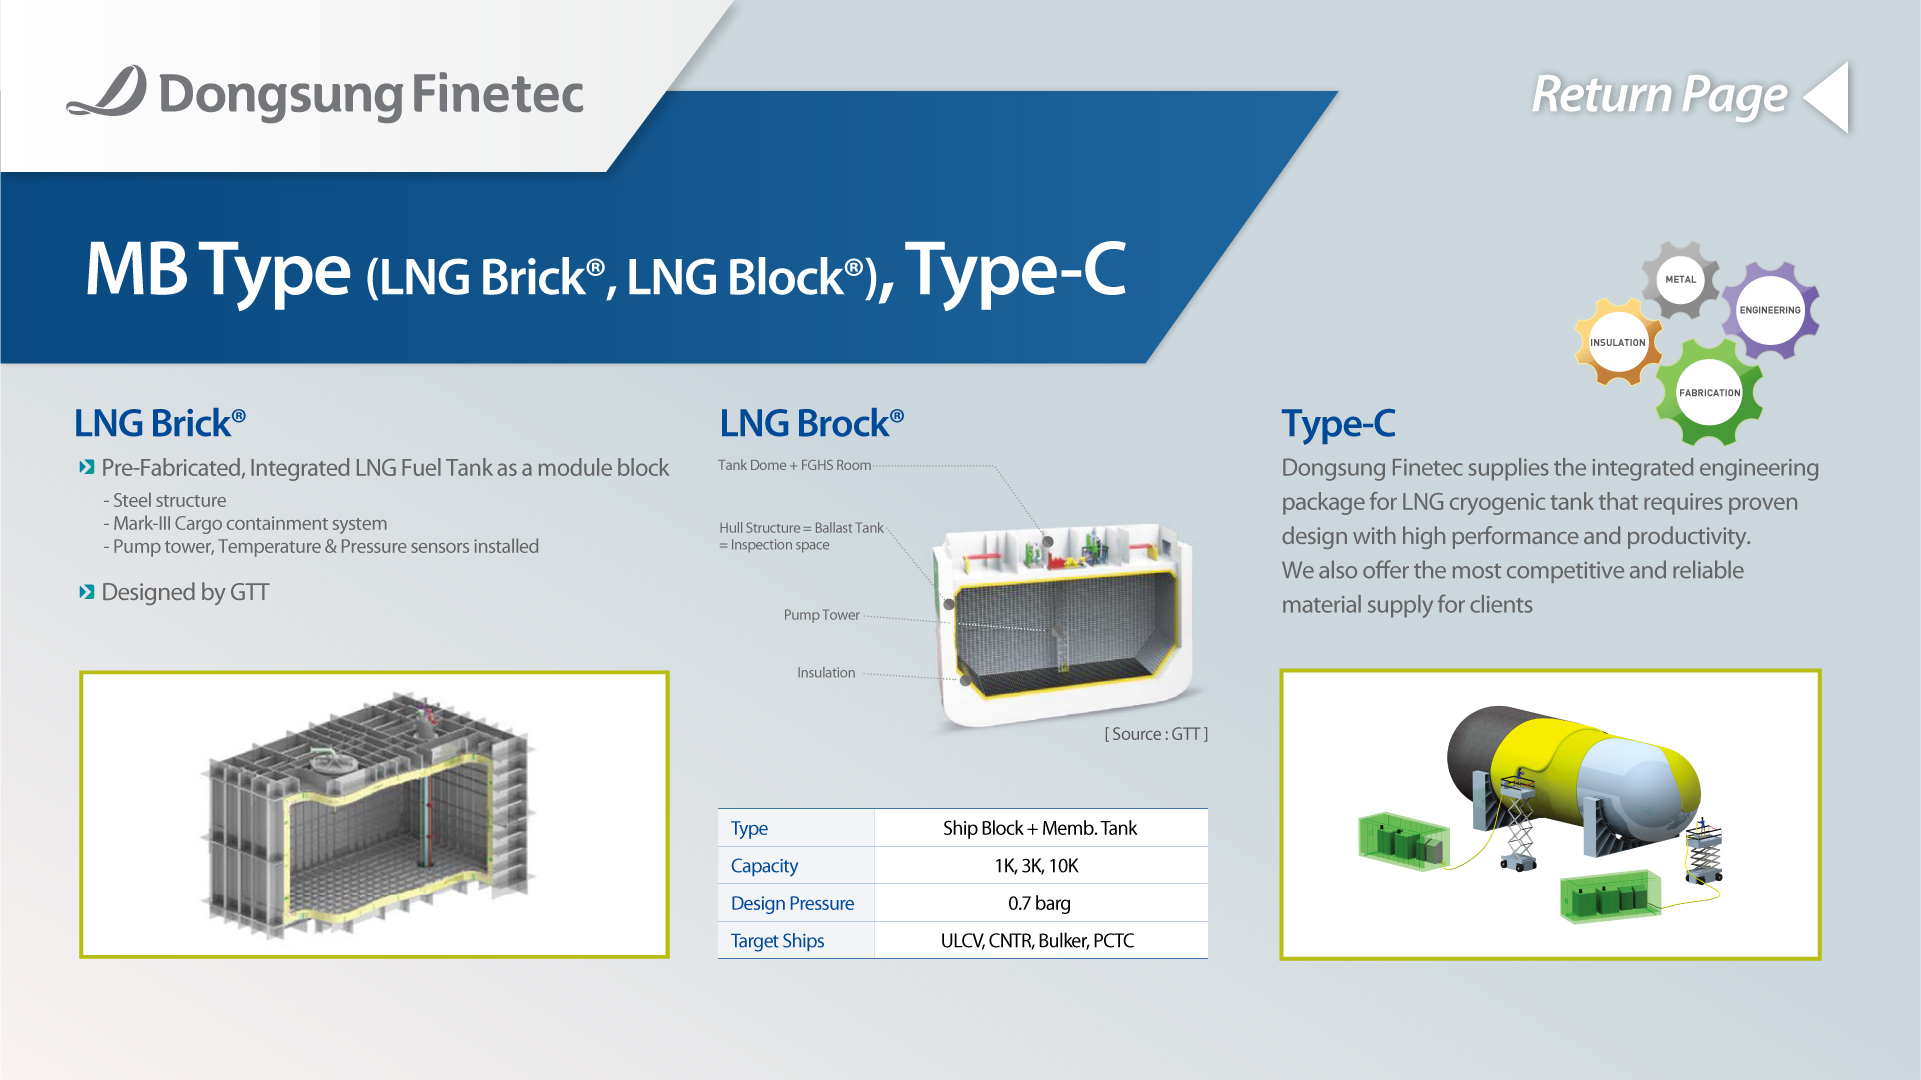 Dongsung Finetec
Return Page
MB Type (LNG Brick®, LNG Block®), Type-C
METAL
ENGINEERING
INSULATION
FABRICATION
LNG Brick®
Pre-Fabricated, Integrated LNG Fuel Tank as a module block
- Steel structure
- Mark-III Cargo containment system
- Pump tower, Temperature & Pressure sensors installed
Designed by GTT
LNG Brock®
Tank Dome + FGHS Room
Hull Structure = Ballast Tank
= Inspection space
Pump Tower
Insulation
[ Source : GTT ]
Type Ship Block + Memb. Tank
Capacity 1K, 3K, 10K
Design Pressure 0.7 barg
Target Ships ULCV, CNTR, Bulker, PCTC
Type-C
Dongsung Finetec supplies the integrated engineering
package for LNG cryogenic tank that requires proven
design with high performance and productivity.
We also offer the most competitive and reliable
material supply for clients